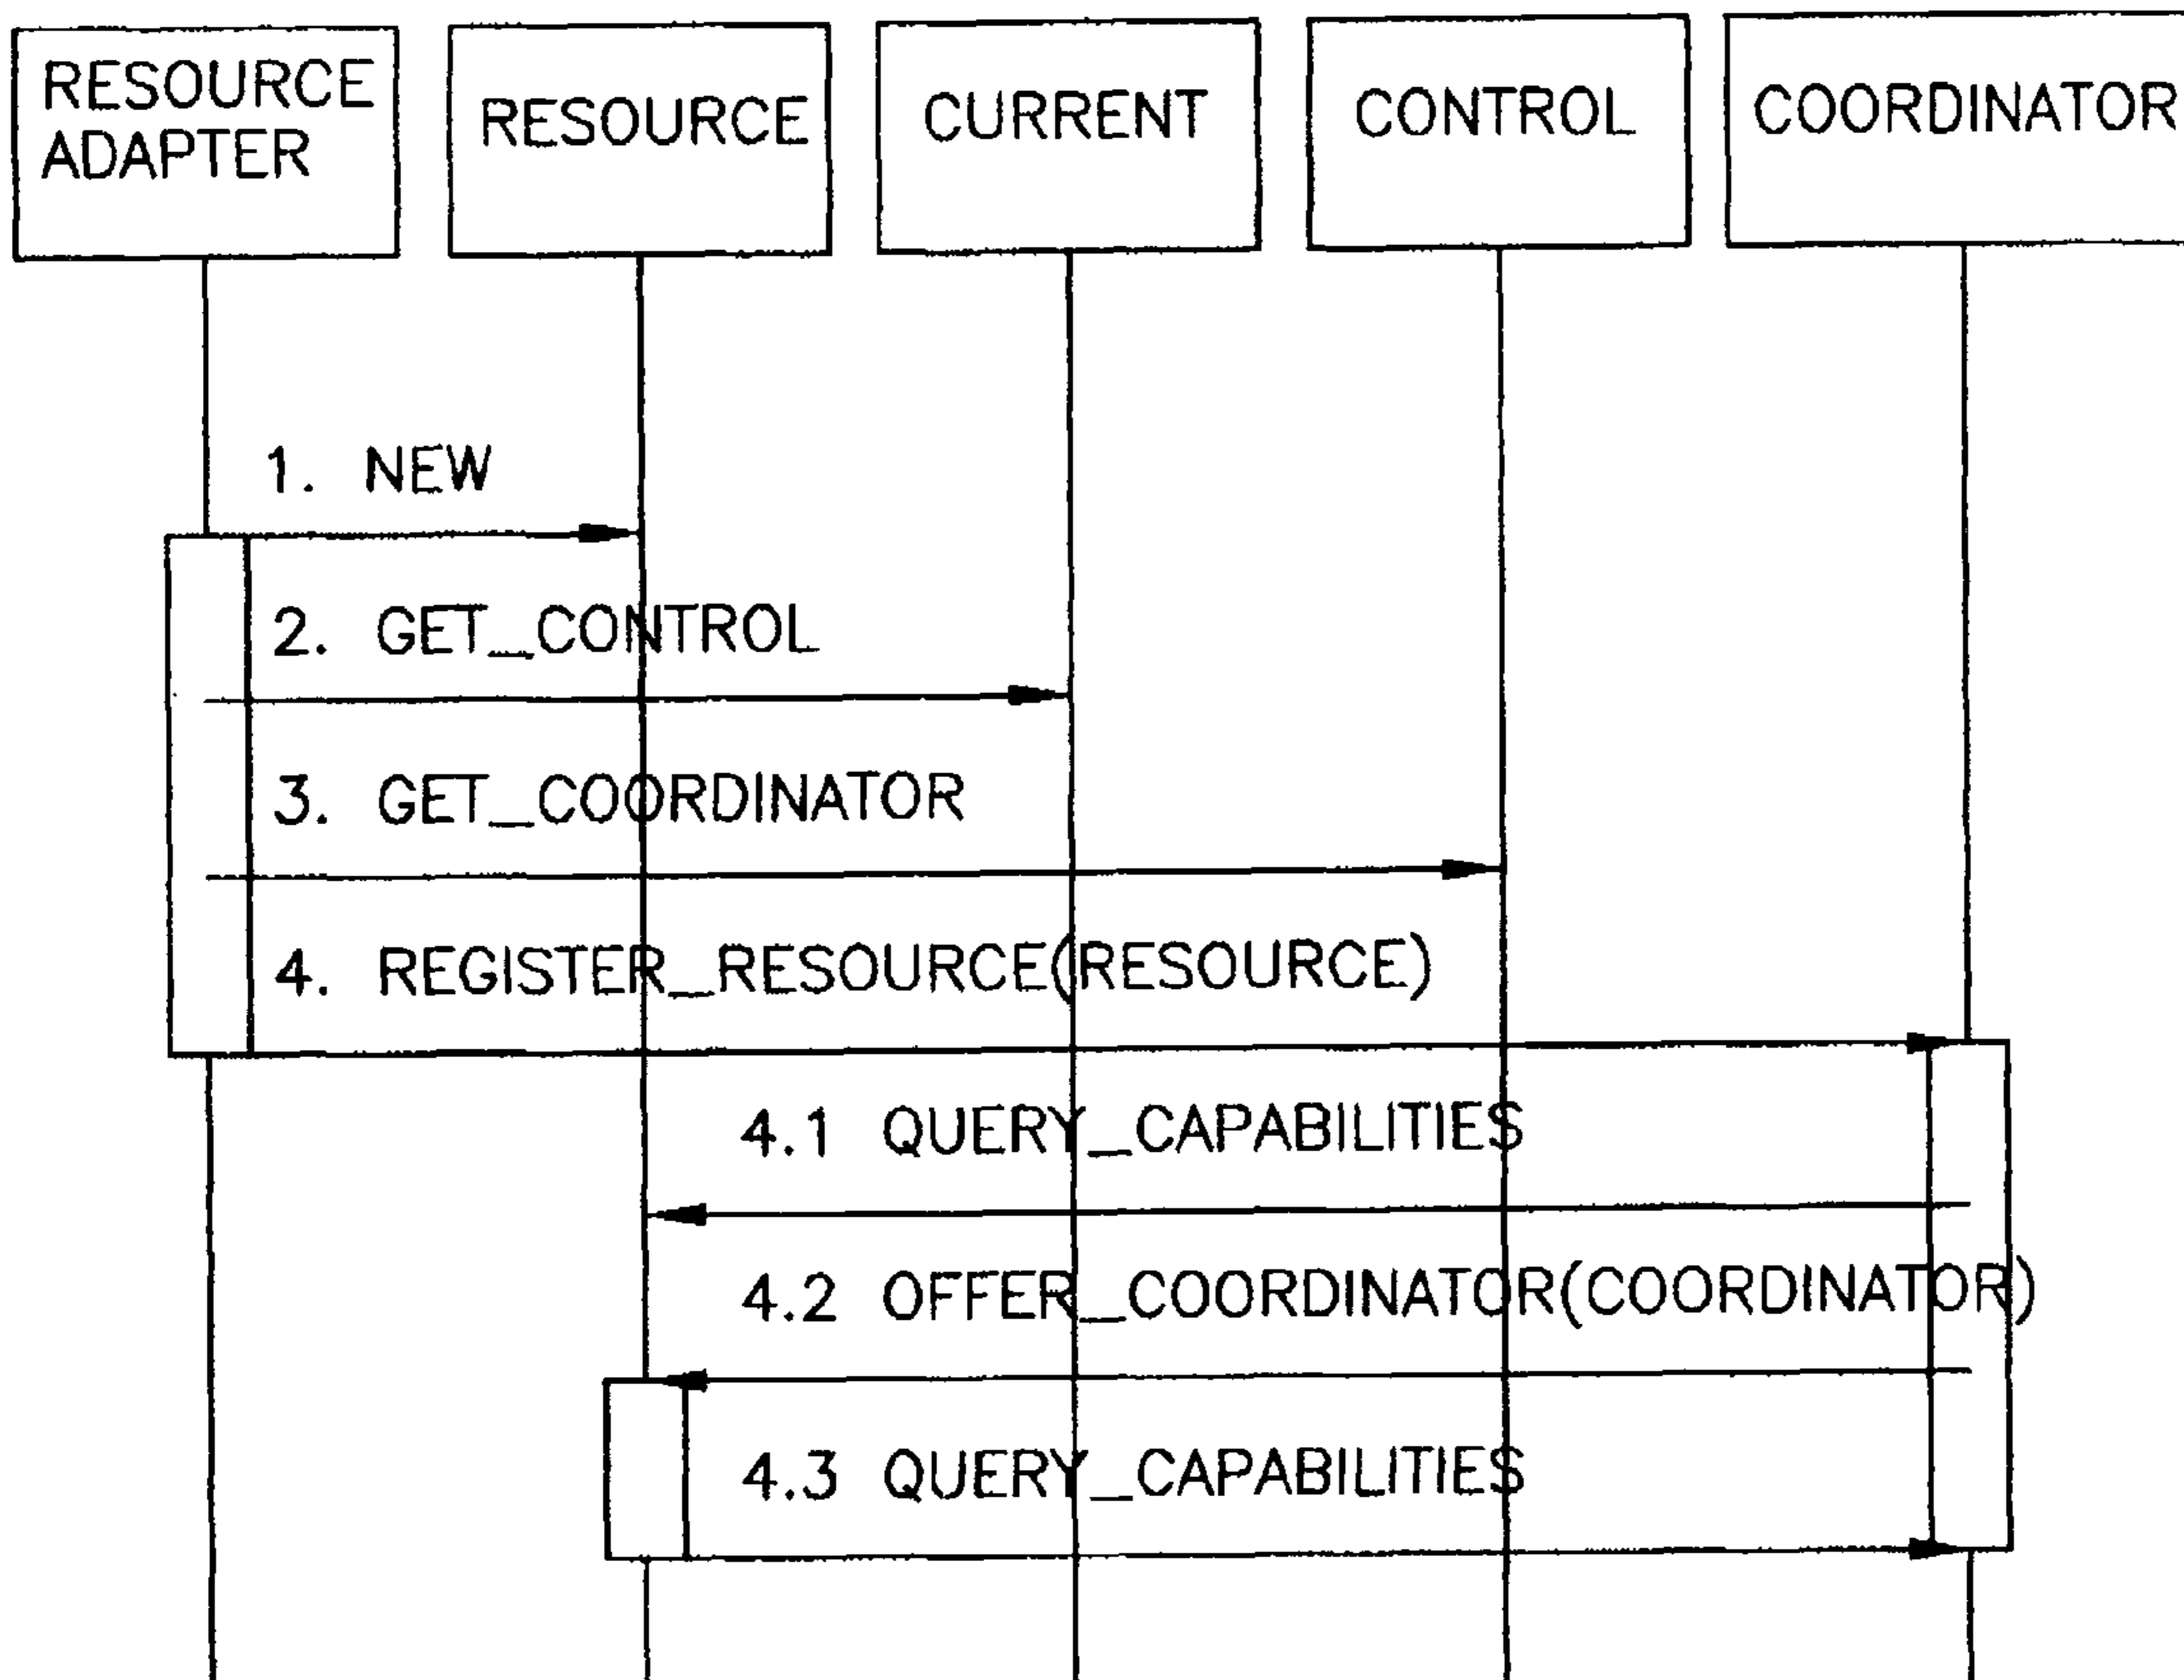 RESOURCE
ADAPTER
RESOURCE
CURRENT
CONTROL
COORDINATOR
1. NEW
2. GET_CONTROL
3. GET_COORDINATOR
4. REGISTER_RESOURCE(RESOURCE)
4.1 QUERY_CAPABILITIES
4.2 OFFER_COORDINATOR(COORDINATOR)
4.3 QUERY_CAPABILITIES